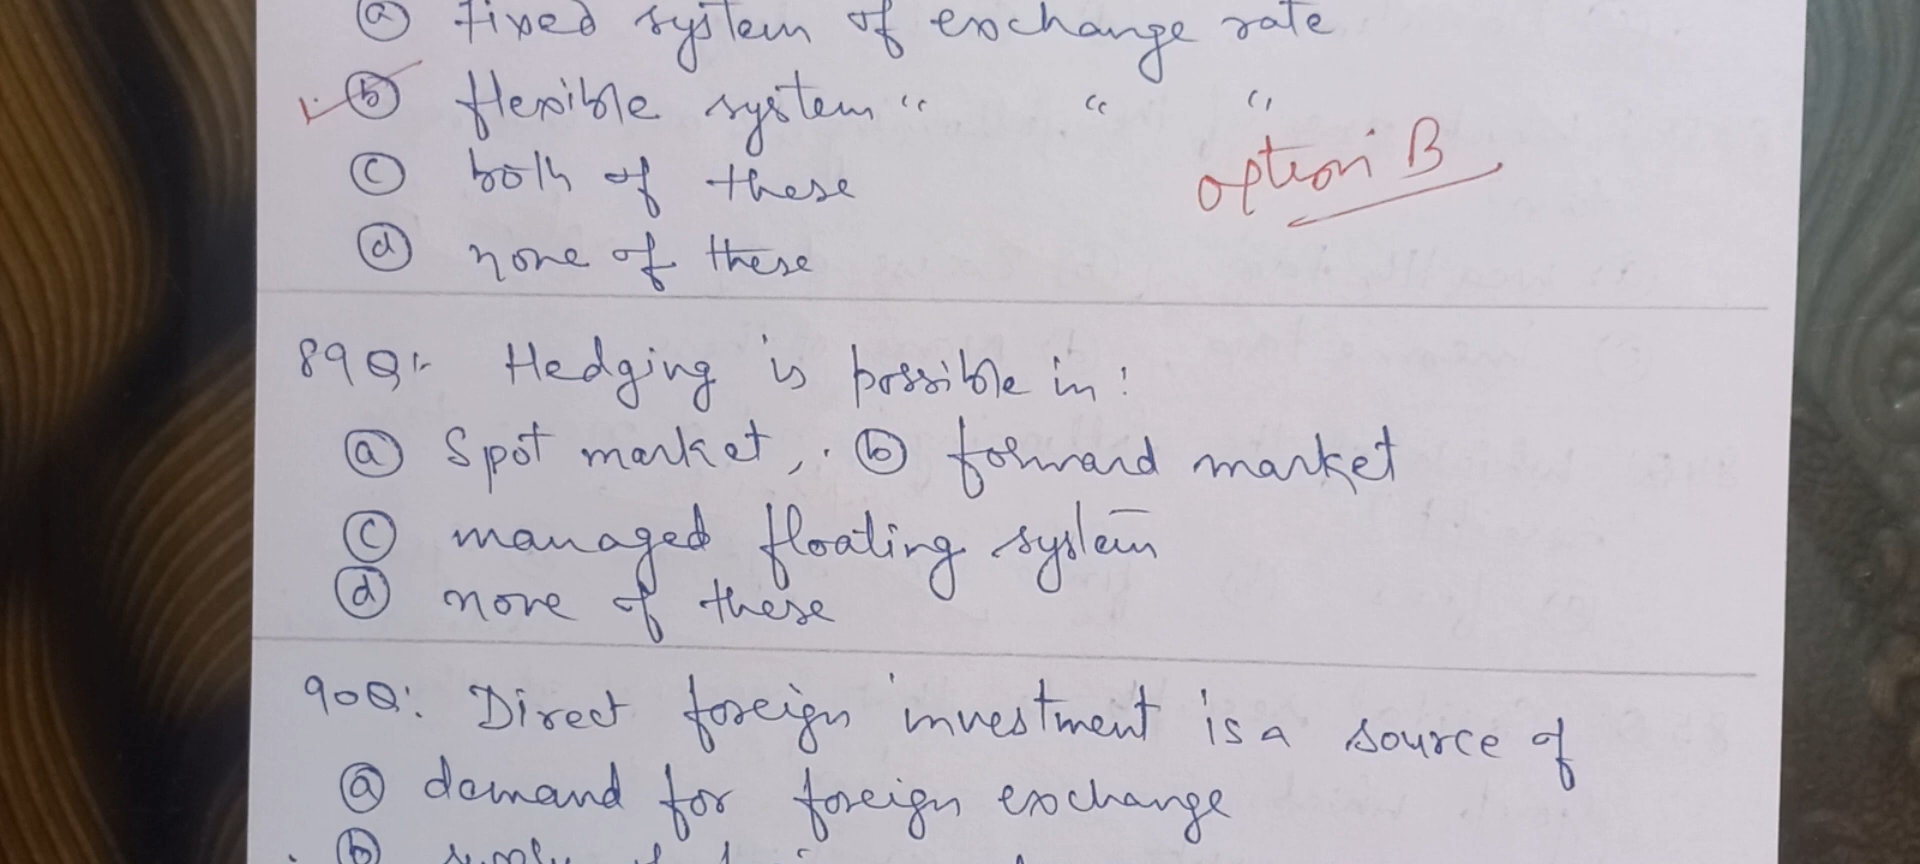 (a) fixed system of exchange rate
(b) flexible system " " "
(c) both of these
option B
(d) none of these
89Q:- Hedging is possible in:
(a) Spot market, (b) forward market
(c) managed floating system
(d) none of these
90Q: Direct foreign investment is a source of
(a) demand for foreign exchange
(b)